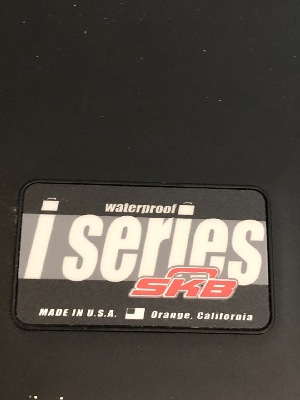 waterproof
i series
SKB
MADE IN U.S.A. Orange, California